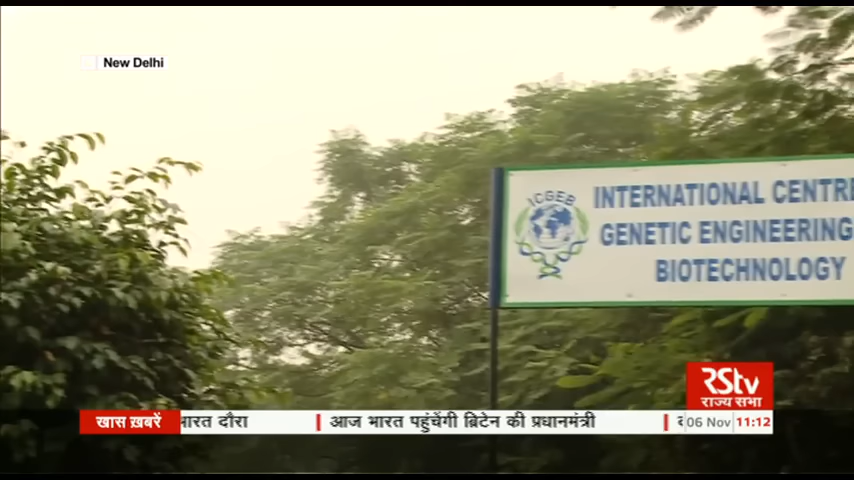 New Delhi
ICGEB
INTERNATIONAL CENTRE
GENETIC ENGINEERING
BIOTECHNOLOGY
RStv
राज्य सभा
ख़ास ख़बरें
भारत दौरा
आज भारत पहुंचेंगी ब्रिटेन की प्रधानमंत्री
06 Nov
11:12